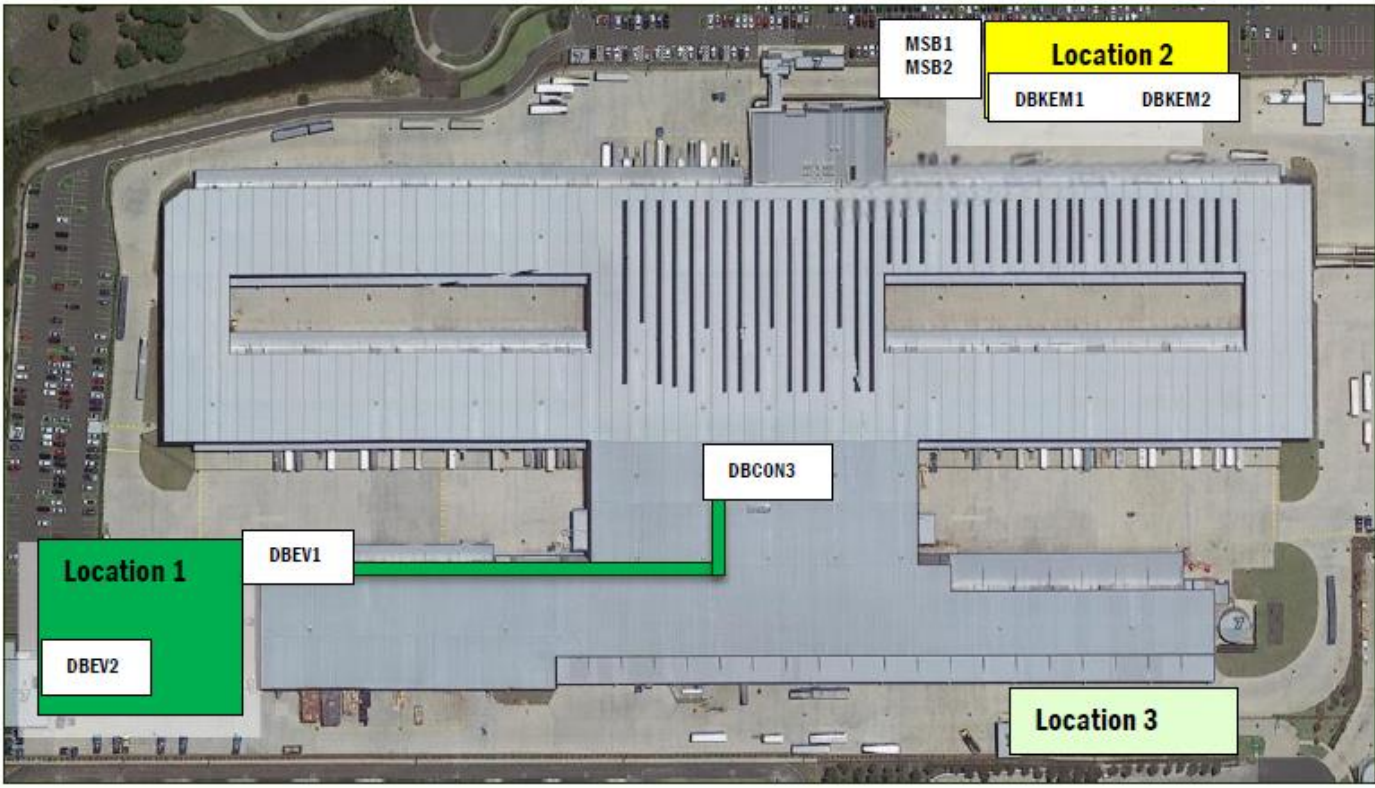 MSB1
MSB2
Location 2
DBKEM1 DBKEM2
DBCON3
DBEV1
Location 1
DBEV2
Location 3